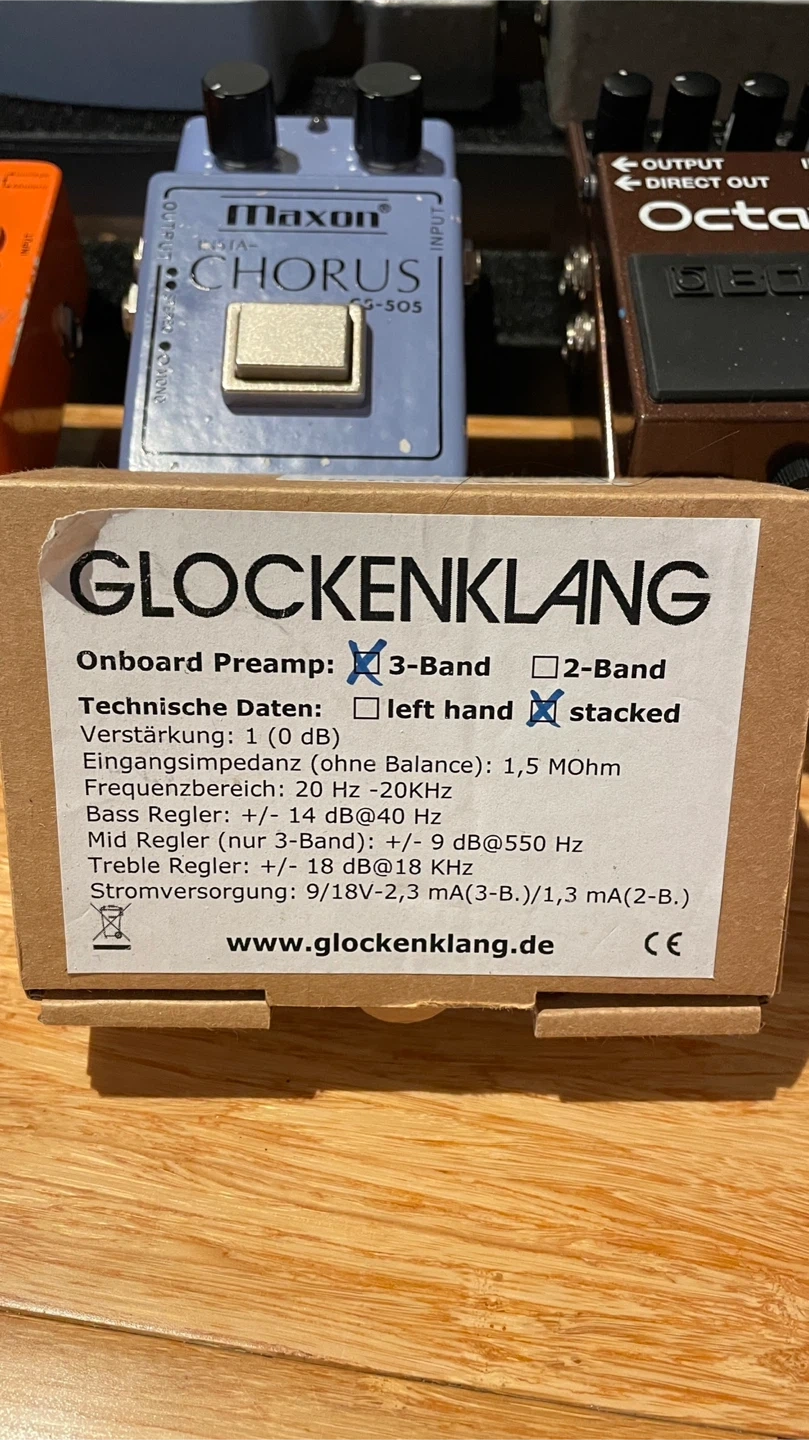 ← OUTPUT
← DIRECT OUT
Octa
BO
OUTPUT
maxon®
INPUT
CHORUS
CS-505
SPEED
GLOCKENKLANG
Onboard Preamp: ☒ 3-Band ☐ 2-Band
Technische Daten: ☐ left hand ☒ stacked
Verstärkung: 1 (0 dB)
Eingangsimpedanz (ohne Balance): 1,5 MOhm
Frequenzbereich: 20 Hz -20KHz
Bass Regler: +/- 14 dB@40 Hz
Mid Regler (nur 3-Band): +/- 9 dB@550 Hz
Treble Regler: +/- 18 dB@18 KHz
Stromversorgung: 9/18V-2,3 mA(3-B.)/1,3 mA(2-B.)
www.glockenklang.de CE